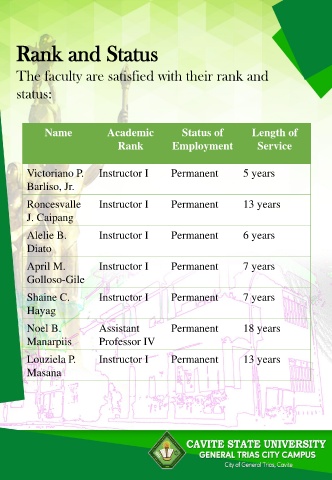 Rank and Status
The faculty are satisfied with their rank and
status:
Name Academic Rank Status of Employment Length of Service
Victoriano P. Barliso, Jr. Instructor I Permanent 5 years
Roncesvalle J. Caipang Instructor I Permanent 13 years
Alelie B. Diato Instructor I Permanent 6 years
April M. Golloso-Gile Instructor I Permanent 7 years
Shaine C. Hayag Instructor I Permanent 7 years
Noel B. Manarpiis Assistant Professor IV Permanent 18 years
Louziela P. Masana Instructor I Permanent 13 years
CAVITE STATE UNIVERSITY
GENERAL TRIAS CITY CAMPUS
City of General Trias, Cavite